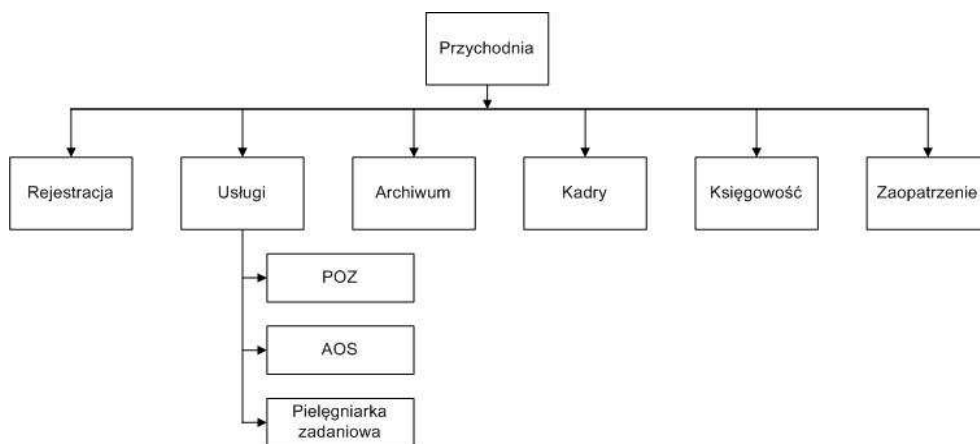 Przychodnia
Rejestracja
Usługi
Archiwum
Kadry
Księgowość
Zaopatrzenie
POZ
AOS
Pielęgniarka
zadaniowa